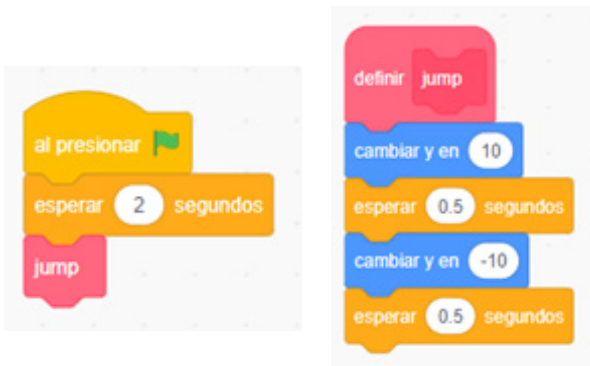 al presionar
esperar 2 segundos
jump
definir jump
cambiar y en 10
esperar 0.5 segundos
cambiar y en -10
esperar 0.5 segundos